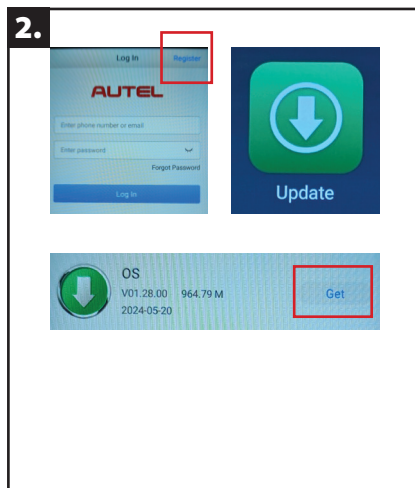 2.
Log In
Register
AUTEL
Enter phone number or email
Enter password
Forgot Password
Log In
Update
OS
V01.28.00 964.79 M
2024-05-20
Get